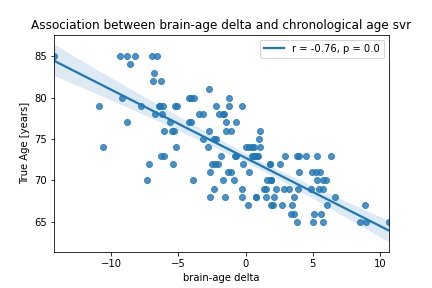 Association between brain-age delta and chronological age svr
r = -0.76, p = 0.0
True Age [years]
85
80
75
70
65
−10
−5
0
5
10
brain-age delta